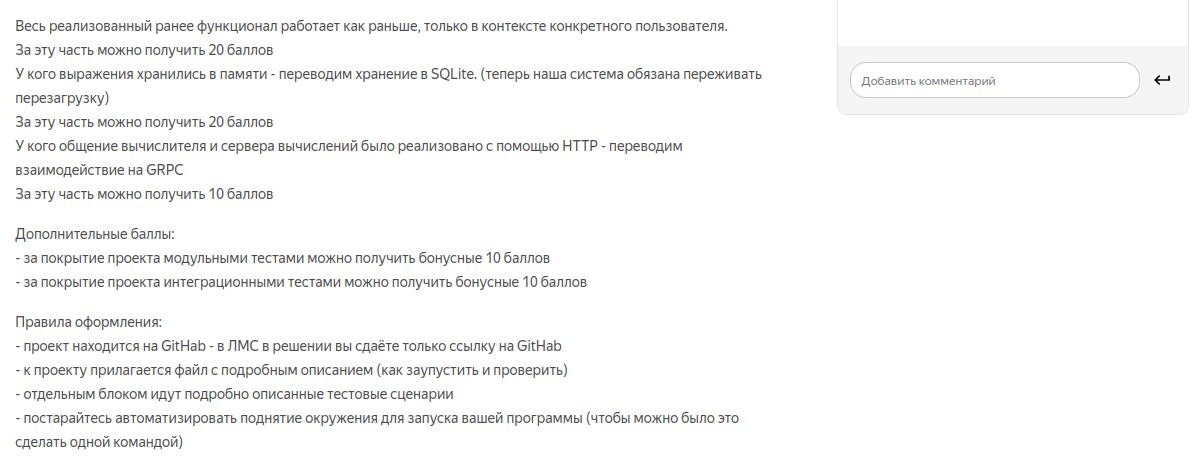 Весь реализованный ранее функционал работает как раньше, только в контексте конкретного пользователя.
За эту часть можно получить 20 баллов
У кого выражения хранились в памяти - переводим хранение в SQLite. (теперь наша система обязана переживать
перезагрузку)
За эту часть можно получить 20 баллов
У кого общение вычислителя и сервера вычислений было реализовано с помощью HTTP - переводим
взаимодействие на GRPC
За эту часть можно получить 10 баллов
Дополнительные баллы:
- за покрытие проекта модульными тестами можно получить бонусные 10 баллов
- за покрытие проекта интеграционными тестами можно получить бонусные 10 баллов
Правила оформления:
- проект находится на GitHab - в ЛМС в решении вы сдаёте только ссылку на GitHab
- к проекту прилагается файл с подробным описанием (как заупустить и проверить)
- отдельным блоком идут подробно описанные тестовые сценарии
- постарайтесь автоматизировать поднятие окружения для запуска вашей программы (чтобы можно было это
сделать одной командой)
Добавить комментарий